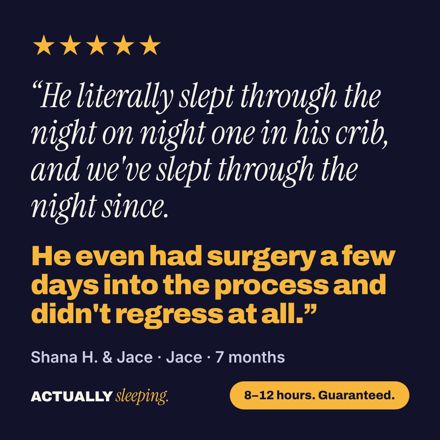 “He literally slept through the
night on night one in his crib,
and we've slept through the
night since.
He even had surgery a few
days into the process and
didn't regress at all.”
Shana H. & Jace · Jace · 7 months
ACTUALLY sleeping.
8–12 hours. Guaranteed.